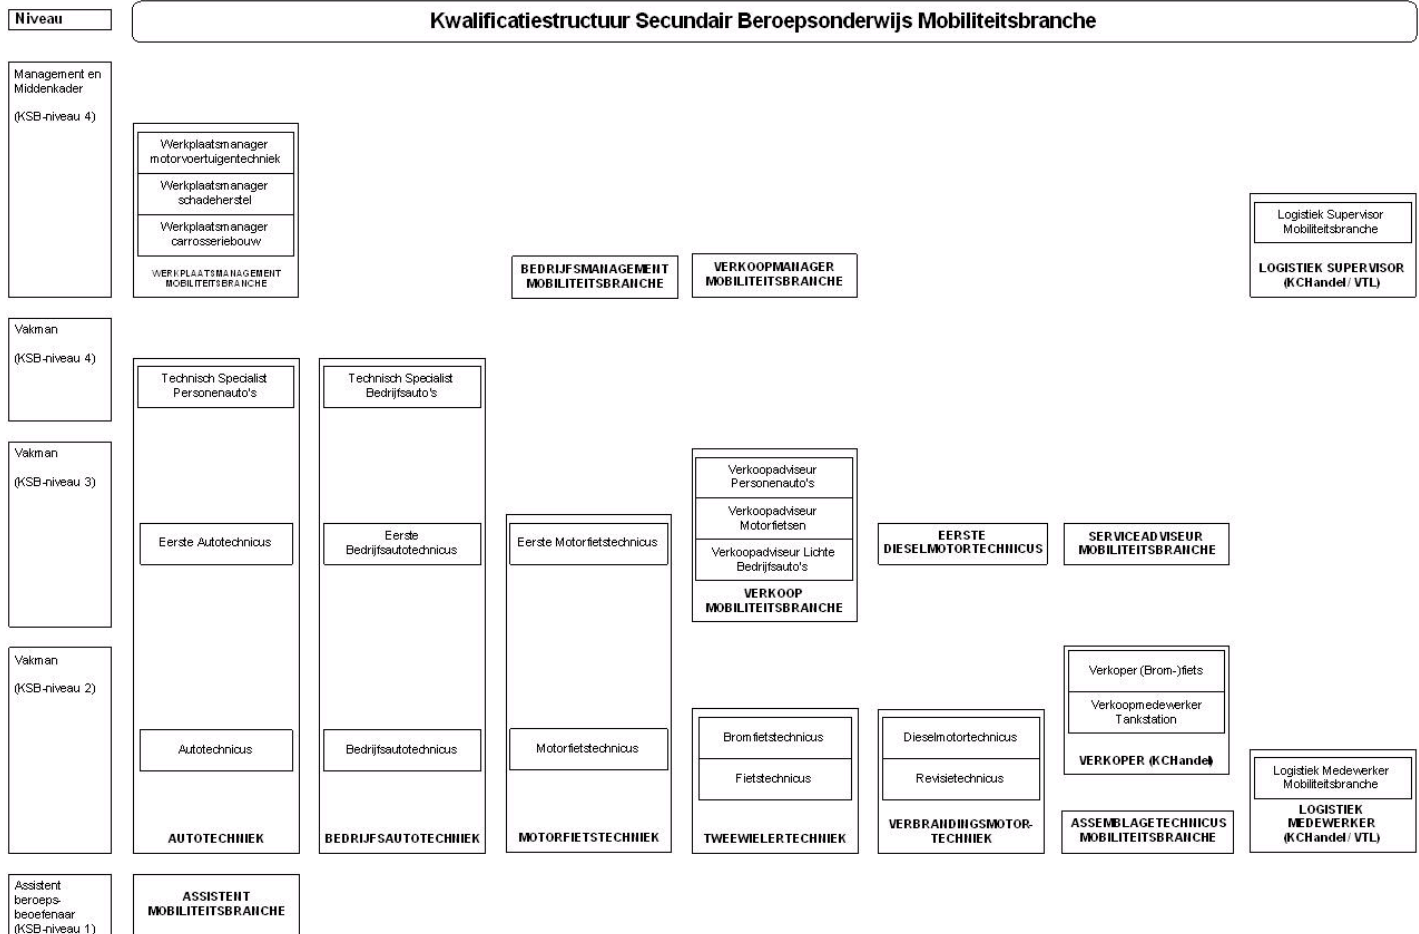 Niveau
Kwalificatiestructuur Secundair Beroepsonderwijs Mobiliteitsbranche
Management en
Middenkader
(KSB-niveau 4)
Werkplaatsmanager
motorvoertuigentechniek
Werkplaatsmanager
schadeherstel
Werkplaatsmanager
carrosseriebouw
WERKPLAATSMANAGEMENT
MOBILITEITSBRANCHE
BEDRIJFSMANAGEMENT
MOBILITEITSBRANCHE
VERKOOPMANAGER
MOBILITEITSBRANCHE
Logistiek Supervisor
Mobiliteitsbranche
LOGISTIEK SUPERVISOR
(KCHandel/ VTL)
Vakman
(KSB-niveau 4)
Technisch Specialist
Personenauto's
Technisch Specialist
Bedrijfsauto's
Vakman
(KSB-niveau 3)
Eerste Autotechnicus
Eerste
Bedrijfsautotechnicus
Eerste Motorfietstechnicus
Verkoopadviseur
Personenauto's
Verkoopadviseur
Motorfietsen
Verkoopadviseur Lichte
Bedrijfsauto's
VERKOOP
MOBILITEITSBRANCHE
EERSTE
DIESELMOTORTECHNICUS
SERVICEADVISEUR
MOBILITEITSBRANCHE
Vakman
(KSB-niveau 2)
Autotechnicus
AUTOTECHNIEK
Bedrijfsautotechnicus
BEDRIJFSAUTOTECHNIEK
Motorfietstechnicus
MOTORFIETSTECHNIEK
Bromfietstechnicus
Fietstechnicus
TWEEWIELERTECHNIEK
Dieselmotortechnicus
Revisietechnicus
VERBRANDINGSMOTOR-
TECHNIEK
Verkoper (Brom-)fiets
Verkoopmedewerker
Tankstation
VERKOPER (KCHandel)
ASSEMBLAGETECHNICUS
MOBILITEITSBRANCHE
Logistiek Medewerker
Mobiliteitsbranche
LOGISTIEK
MEDEWERKER
(KCHandel/ VTL)
Assistent
beroeps-
beoefenaar
(KSB-niveau 1)
ASSISTENT
MOBILITEITSBRANCHE